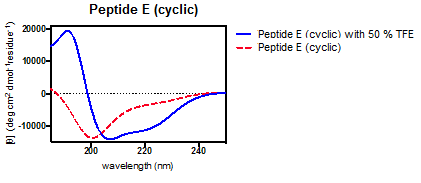 Peptide E (cyclic)
20000
10000
0
-10000
200
220
240
wavelength (nm)
[θ] (deg cm² dmol⁻¹residue⁻¹)
Peptide E (cyclic) with 50 % TFE
Peptide E (cyclic)